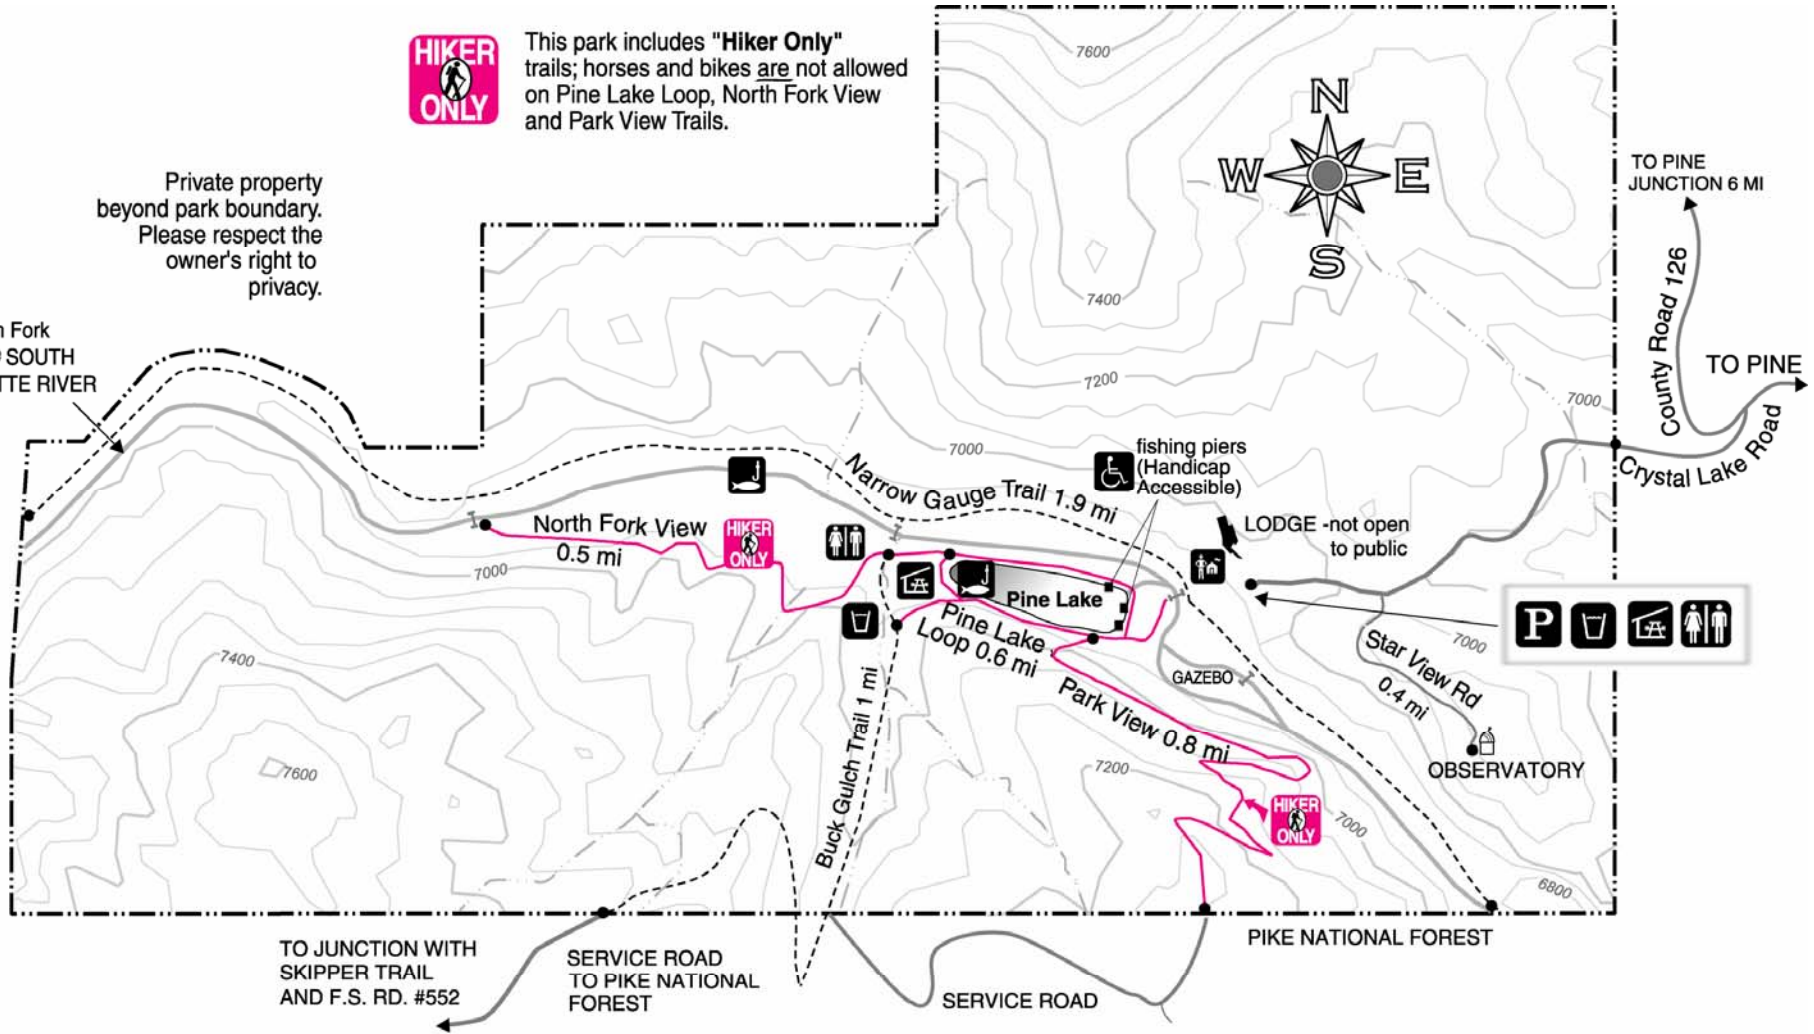 HIKER
ONLY
This park includes "Hiker Only"
trails; horses and bikes are not allowed
on Pine Lake Loop, North Fork View
and Park View Trails.
Private property
beyond park boundary.
Please respect the
owner's right to
privacy.
Fork
SOUTH
RIVER
7600
N
W
E
S
7400
7200
7000
7000
TO PINE
JUNCTION 6 MI
County Road 126
TO PINE
Crystal Lake Road
fishing piers
(Handicap
Accessible)
Narrow Gauge Trail 1.9 mi
LODGE -not open
to public
North Fork View
0.5 mi
HIKER
ONLY
7000
Pine Lake
Pine Lake
Loop 0.6 mi
P
7000
Star View Rd
0.4 mi
GAZEBO
OBSERVATORY
Park View 0.8 mi
Buck Gulch Trail 1 mi
7400
7600
7200
HIKER
ONLY
7000
6800
TO JUNCTION WITH
SKIPPER TRAIL
AND F.S. RD. #552
SERVICE ROAD
TO PIKE NATIONAL
FOREST
SERVICE ROAD
PIKE NATIONAL FOREST